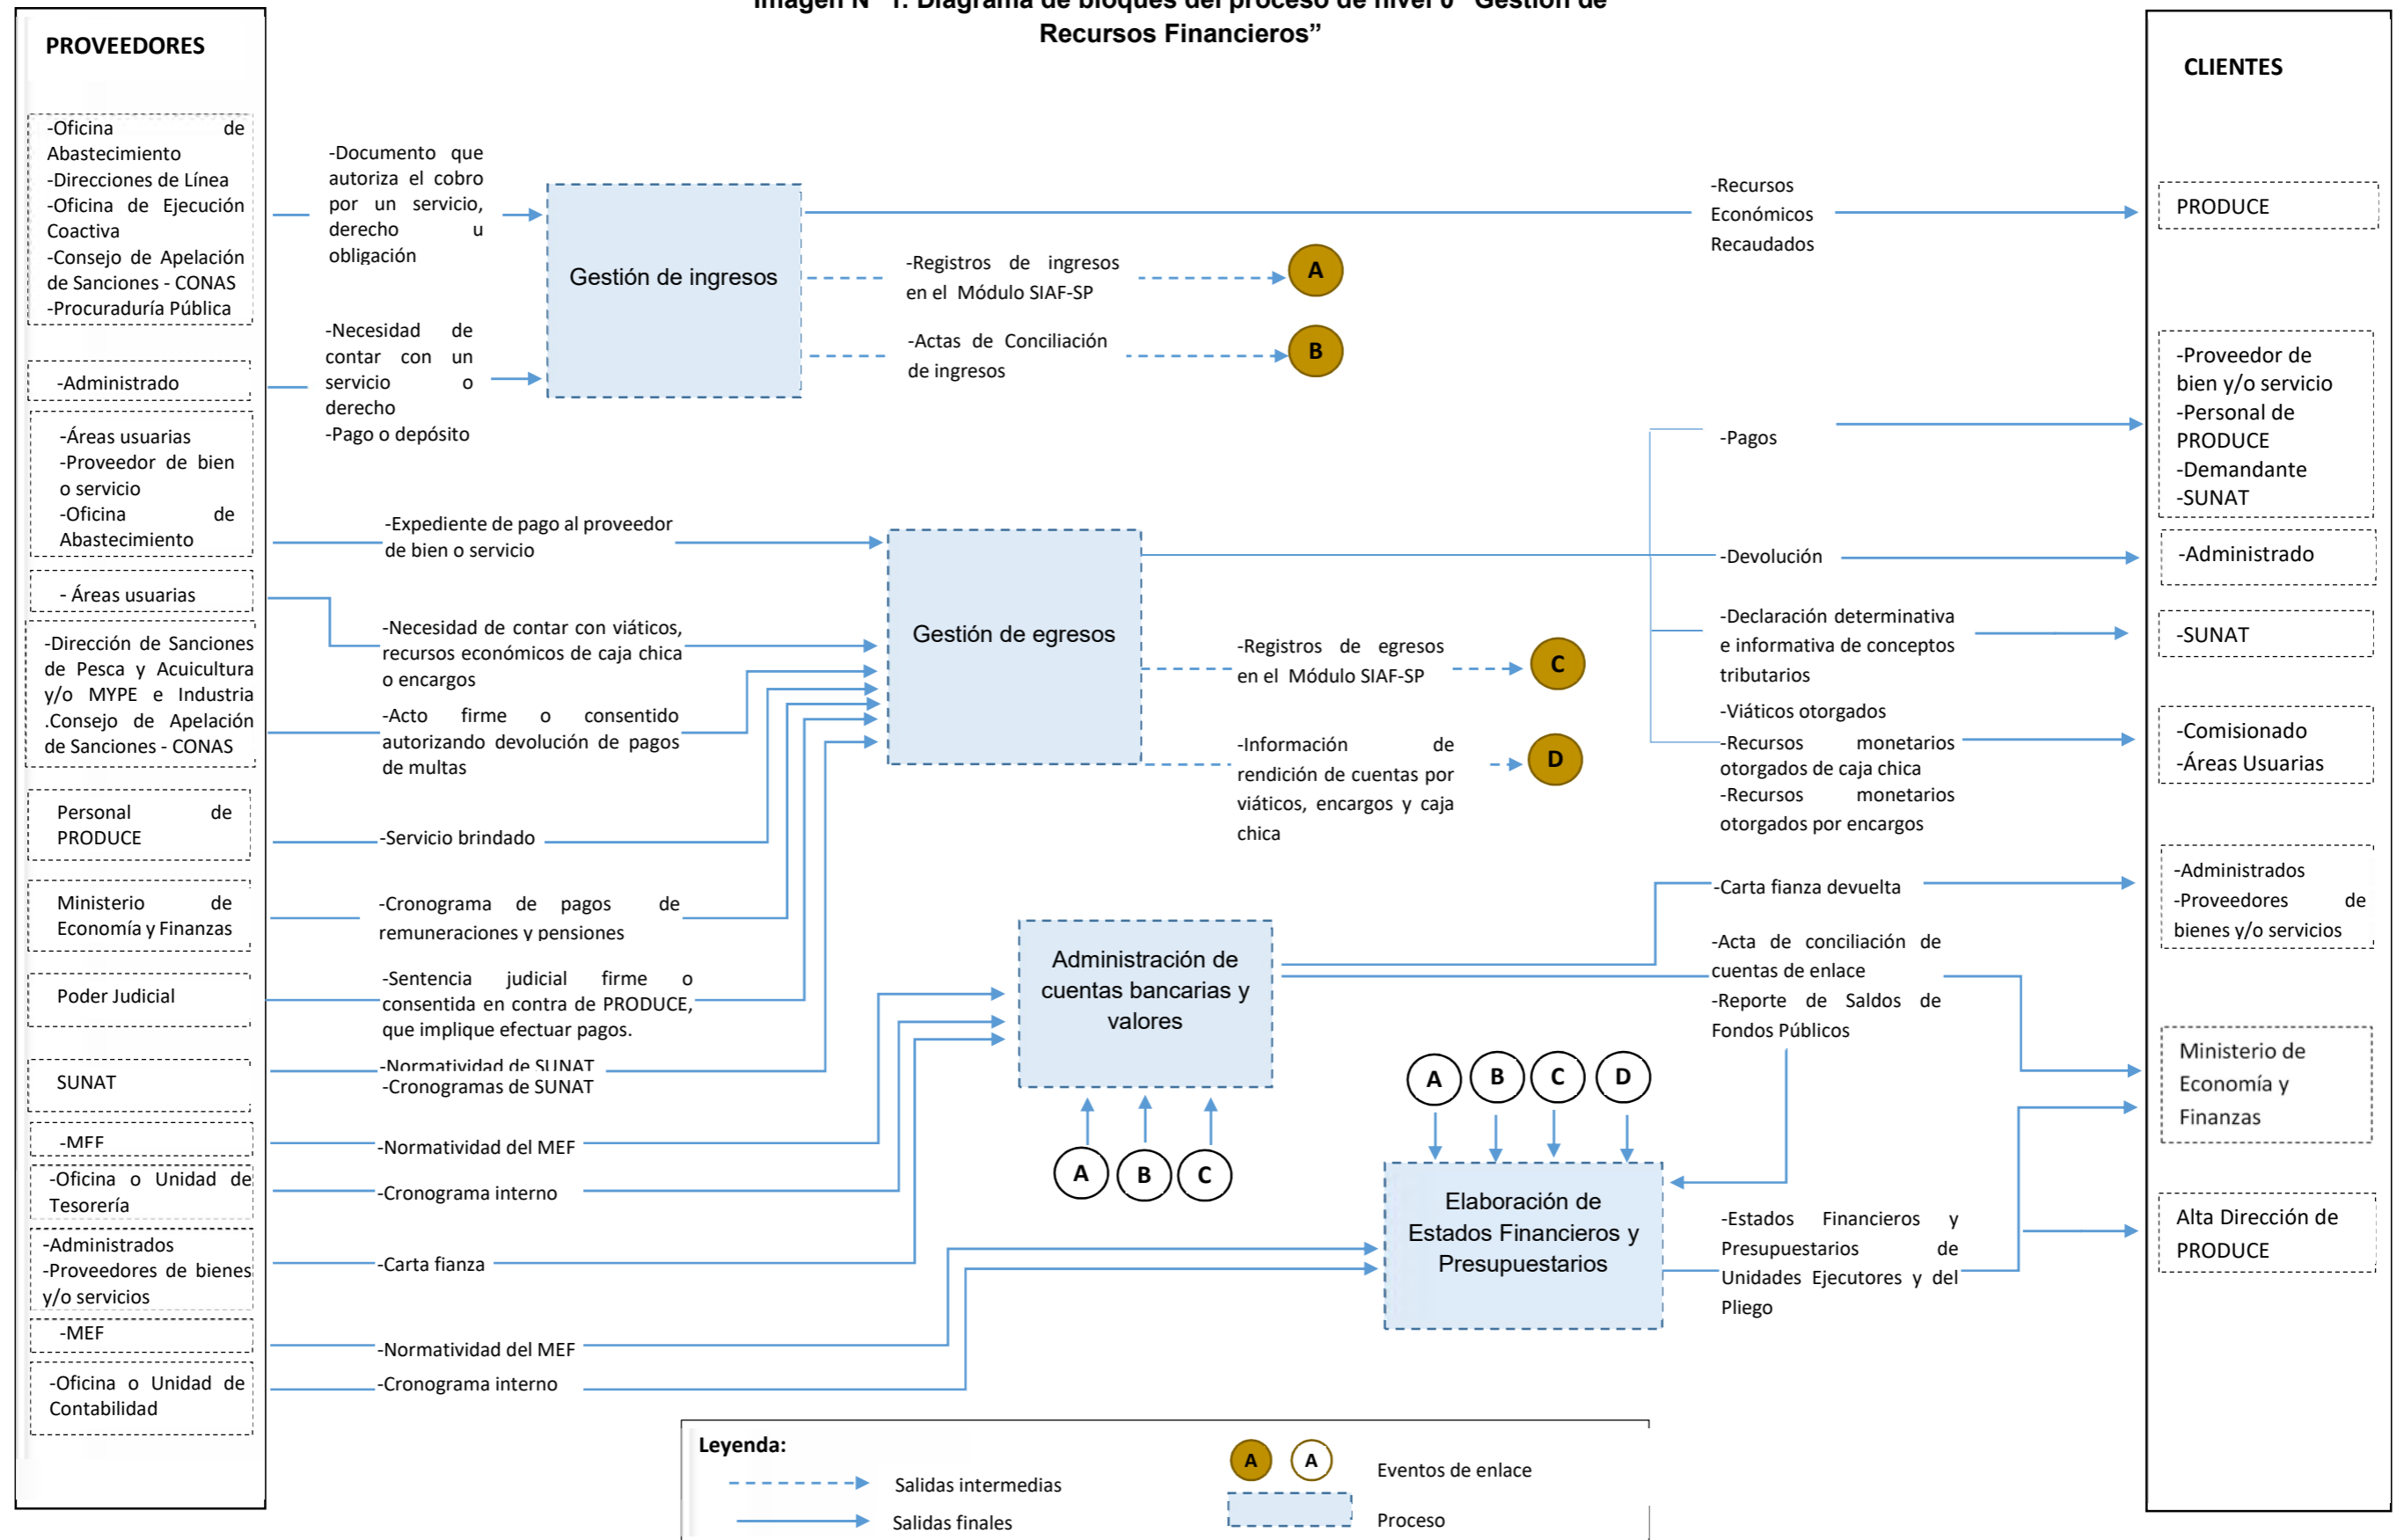 Imagen N° 1: Diagrama de bloques del proceso de nivel 0 “Gestión de
Recursos Financieros”
PROVEEDORES
-Oficina de
Abastecimiento
-Direcciones de Línea
-Oficina de Ejecución
Coactiva
-Consejo de Apelación
de Sanciones - CONAS
-Procuraduría Pública
-Administrado
-Áreas usuarias
-Proveedor de bien
o servicio
-Oficina de
Abastecimiento
- Áreas usuarias
-Dirección de Sanciones
de Pesca y Acuicultura
y/o MYPE e Industria
.Consejo de Apelación
de Sanciones - CONAS
Personal de
PRODUCE
Ministerio de
Economía y Finanzas
Poder Judicial
SUNAT
-MEF
-Oficina o Unidad de
Tesorería
-Administrados
-Proveedores de bienes
y/o servicios
-MEF
-Oficina o Unidad de
Contabilidad
-Documento que
autoriza el cobro
por un servicio,
derecho u
obligación
-Necesidad de
contar con un
servicio o
derecho
-Pago o depósito
-Expediente de pago al proveedor
de bien o servicio
-Necesidad de contar con viáticos,
recursos económicos de caja chica
o encargos
-Acto firme o consentido
autorizando devolución de pagos
de multas
-Servicio brindado
-Cronograma de pagos de
remuneraciones y pensiones
-Sentencia judicial firme o
consentida en contra de PRODUCE,
que implique efectuar pagos.
-Normatividad de SUNAT
-Cronogramas de SUNAT
-Normatividad del MEF
-Cronograma interno
-Carta fianza
-Normatividad del MEF
-Cronograma interno
Gestión de ingresos
-Registros de ingresos
en el Módulo SIAF-SP
A
-Actas de Conciliación
de ingresos
B
Gestión de egresos
-Registros de egresos
en el Módulo SIAF-SP
C
-Información de
rendición de cuentas por
viáticos, encargos y caja
chica
D
Administración de
cuentas bancarias y
valores
A
B
C
A
B
C
D
Elaboración de
Estados Financieros y
Presupuestarios
-Recursos
Económicos
Recaudados
-Pagos
-Devolución
-Declaración determinativa
e informativa de conceptos
tributarios
-Viáticos otorgados
-Recursos monetarios
otorgados de caja chica
-Recursos monetarios
otorgados por encargos
-Carta fianza devuelta
-Acta de conciliación de
cuentas de enlace
-Reporte de Saldos de
Fondos Públicos
-Estados Financieros y
Presupuestarios de
Unidades Ejecutores y del
Pliego
CLIENTES
PRODUCE
-Proveedor de
bien y/o servicio
-Personal de
PRODUCE
-Demandante
-SUNAT
-Administrado
-SUNAT
-Comisionado
-Áreas Usuarias
-Administrados
-Proveedores de
bienes y/o servicios
Ministerio de
Economía y
Finanzas
Alta Dirección de
PRODUCE
Leyenda:
Salidas intermedias
Salidas finales
A
A
Eventos de enlace
Proceso